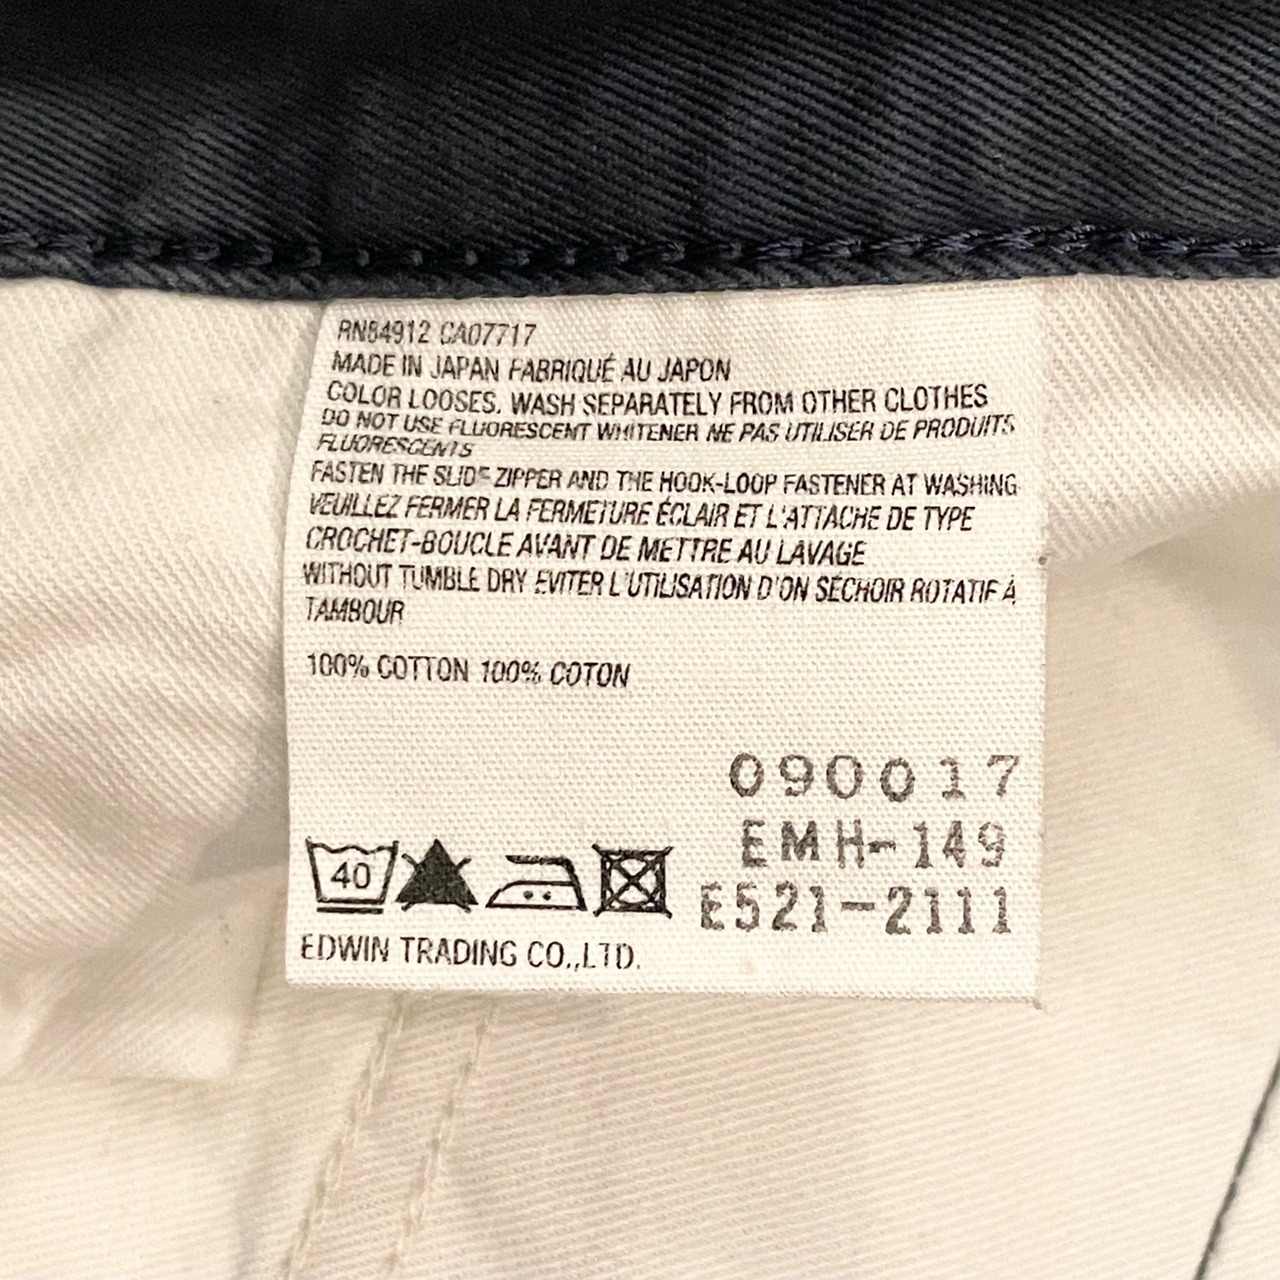 RN84912 CA07717
MADE IN JAPAN FABRIQUÉ AU JAPON
COLOR LOOSES. WASH SEPARATELY FROM OTHER CLOTHES
DO NOT USE FLUORESCENT WHITENER NE PAS UTILISER DE PRODUITS
FLUORESCENTS
FASTEN THE SLIDE ZIPPER AND THE HOOK-LOOP FASTENER AT WASHING
VEUILLEZ FERMER LA FERMETURE ÉCLAIR ET L'ATTACHE DE TYPE
CROCHET-BOUCLE AVANT DE METTRE AU LAVAGE
WITHOUT TUMBLE DRY EVITER L'UTILISATION D'ON SÉCHOIR ROTATIF À
TAMBOUR
100% COTTON 100% COTON
090017
EMH-149
E521-2111
40
EDWIN TRADING CO.,LTD.